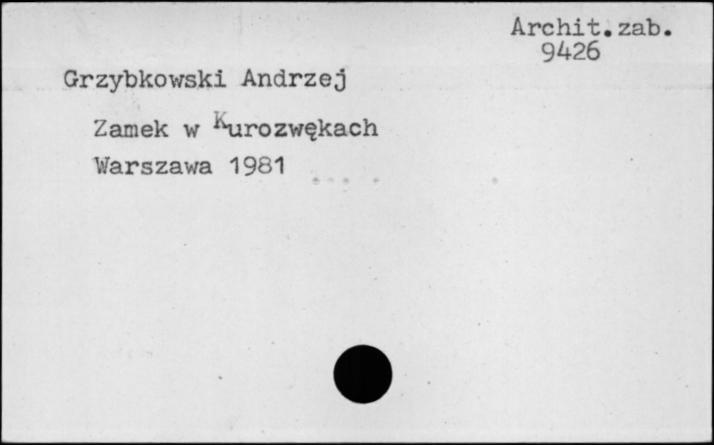 Archit.zab.
9426
Grzybkowski Andrzej
Zamek w Kurozwękach
Warszawa 1981